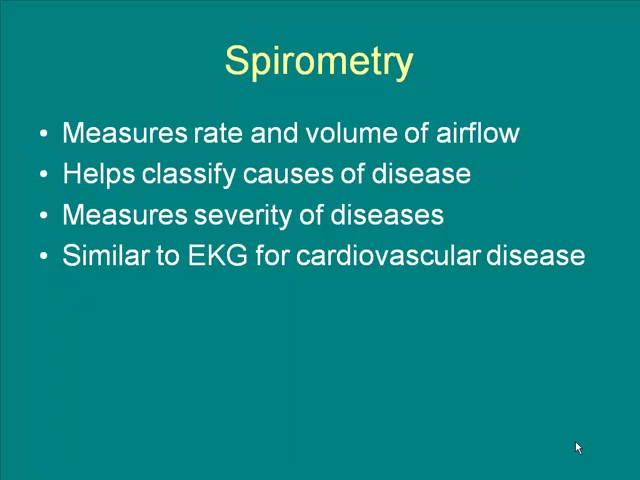 Spirometry
• Measures rate and volume of airflow
• Helps classify causes of disease
• Measures severity of diseases
• Similar to EKG for cardiovascular disease